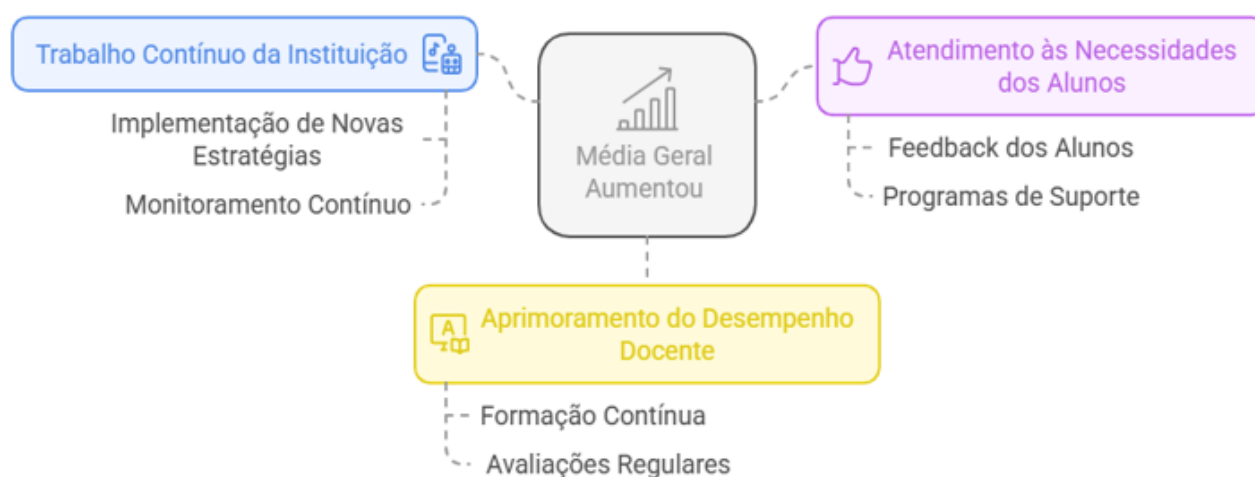 Trabalho Contínuo da Instituição
Implementação de Novas
Estratégias
Monitoramento Contínuo
Média Geral
Aumentou
Atendimento às Necessidades
dos Alunos
Feedback dos Alunos
Programas de Suporte
A
Aprimoramento do Desempenho
Docente
Formação Contínua
Avaliações Regulares